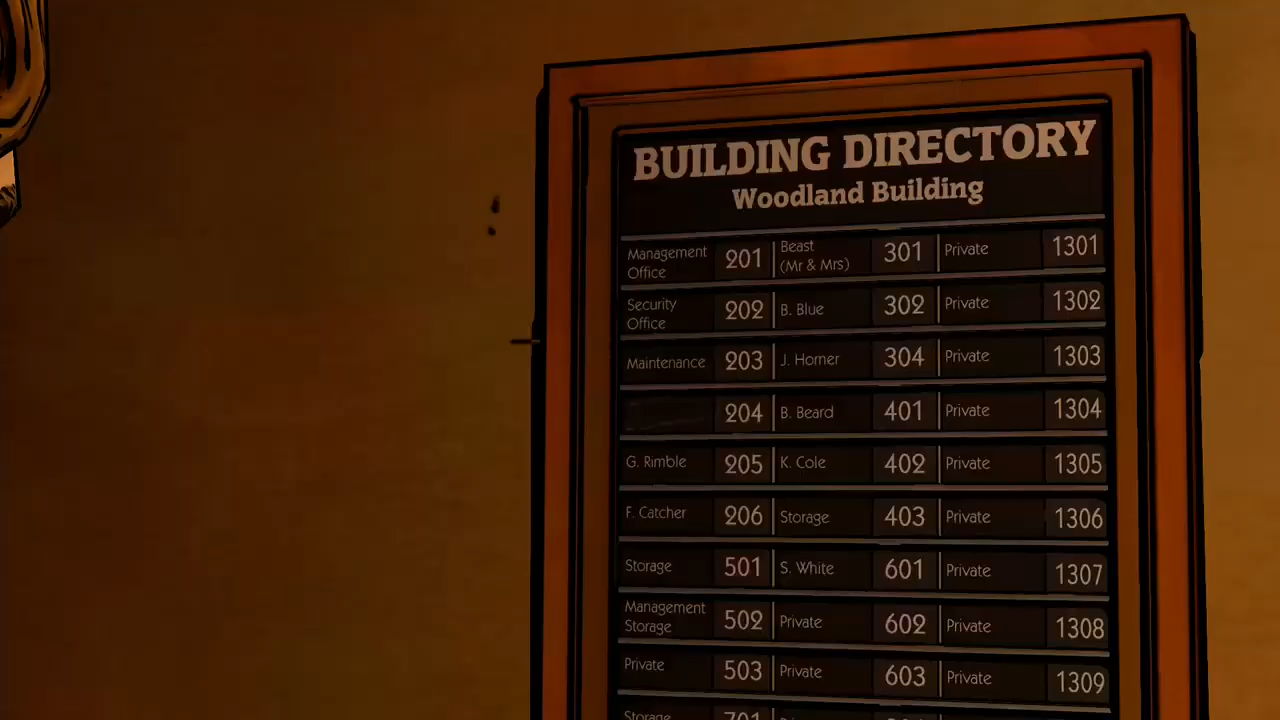 BUILDING DIRECTORY
Woodland Building
Management Office 201 Beast (Mr & Mrs) 301 Private 1301
Security Office 202 B. Blue 302 Private 1302
Maintenance 203 J. Horner 304 Private 1303
204 B. Beard 401 Private 1304
G. Rimble 205 K. Cole 402 Private 1305
F. Catcher 206 Storage 403 Private 1306
Storage 501 S. White 601 Private 1307
Management Storage 502 Private 602 Private 1308
Private 503 Private 603 Private 1309
Storage